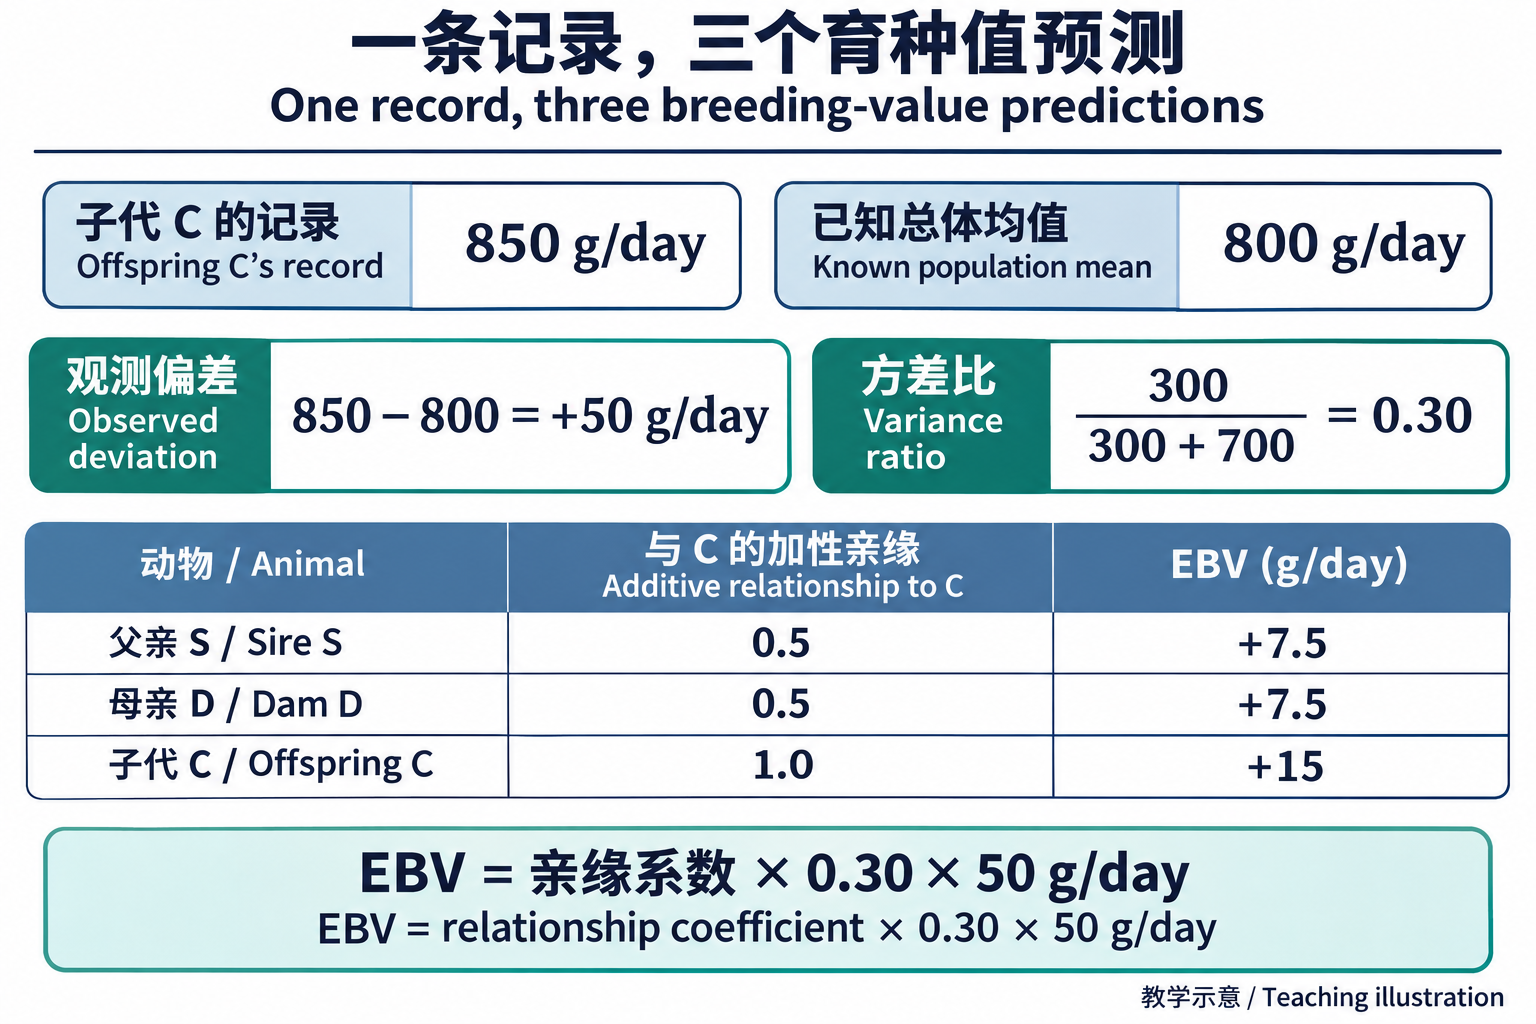 一条记录，三个育种值预测
One record, three breeding-value predictions
子代 C 的记录
Offspring C’s record
850 g/day
已知总体均值
Known population mean
800 g/day
观测偏差
Observed
deviation
850 − 800 = +50 g/day
方差比
Variance
ratio
300
300 + 700
= 0.30
动物 / Animal
与 C 的加性亲缘
Additive relationship to C
EBV (g/day)
父亲 S / Sire S
0.5
+7.5
母亲 D / Dam D
0.5
+7.5
子代 C / Offspring C
1.0
+15
EBV = 亲缘系数 × 0.30 × 50 g/day
EBV = relationship coefficient × 0.30 × 50 g/day
教学示意 / Teaching illustration